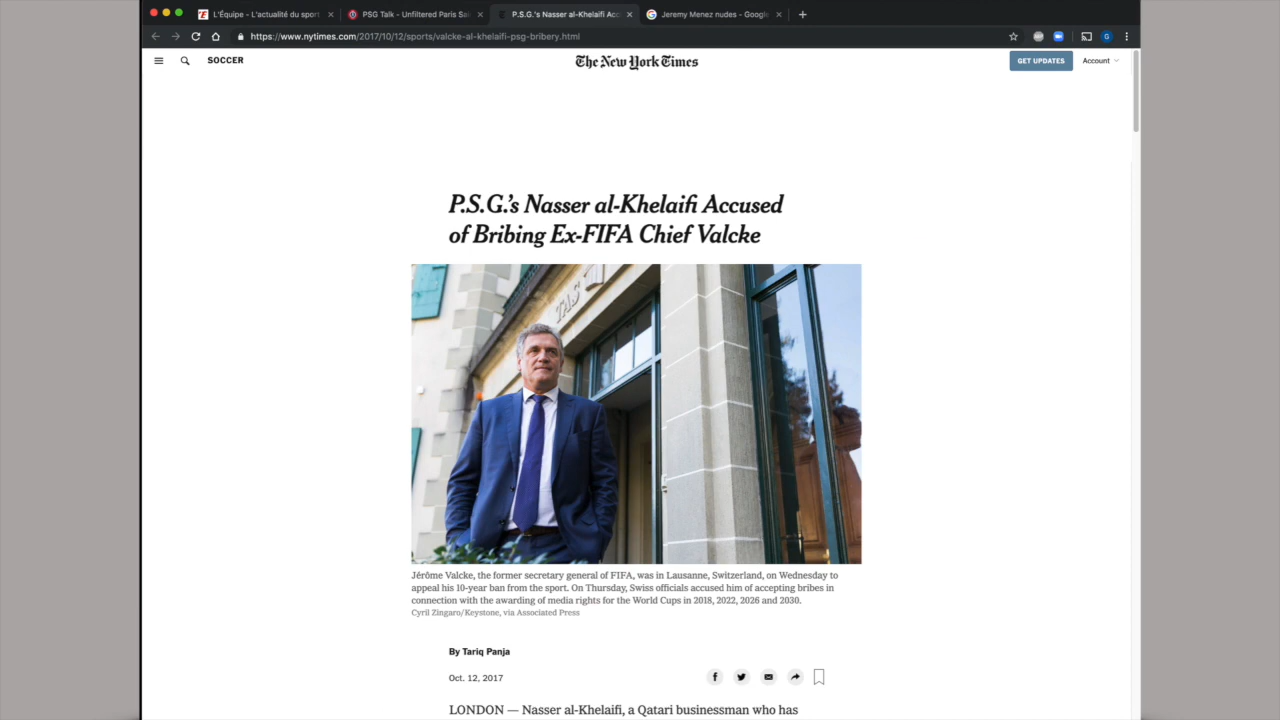 L'Équipe - L'actualité du sport
PSG Talk - Unfiltered Paris Sai
P.S.G.'s Nasser al-Khelaifi Acc
Jeremy Menez nudes - Google
https://www.nytimes.com/2017/10/12/sports/valcke-al-khelaifi-psg-bribery.html
G
SOCCER
The New York Times
GET UPDATES
Account
P.S.G.'s Nasser al-Khelaifi Accused
of Bribing Ex-FIFA Chief Valcke
TAS
Jérôme Valcke, the former secretary general of FIFA, was in Lausanne, Switzerland, on Wednesday to
appeal his 10-year ban from the sport. On Thursday, Swiss officials accused him of accepting bribes in
connection with the awarding of media rights for the World Cups in 2018, 2022, 2026 and 2030.
Cyril Zingaro/Keystone, via Associated Press
By Tariq Panja
Oct. 12, 2017
LONDON — Nasser al-Khelaifi, a Qatari businessman who has